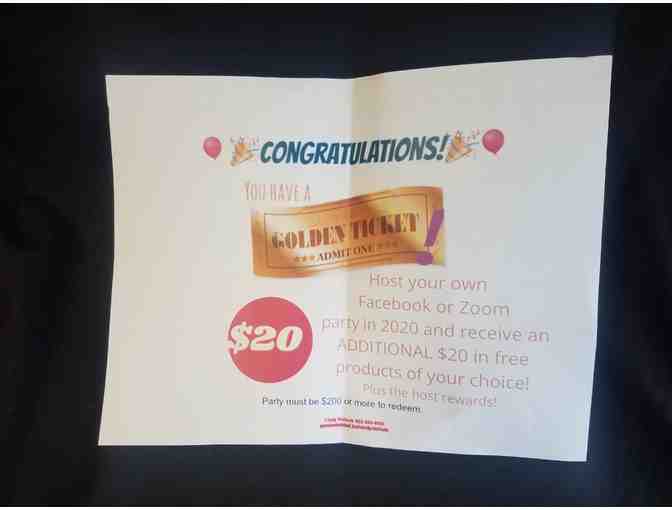 CONGRATULATIONS!
YOU HAVE A
GOLDEN TICKET!
ADMIT ONE
Host your own
Facebook or Zoom
party in 2020 and receive an
ADDITIONAL $20 in free
products of your choice!
Plus the host rewards!
$20
Party must be $200 or more to redeem.